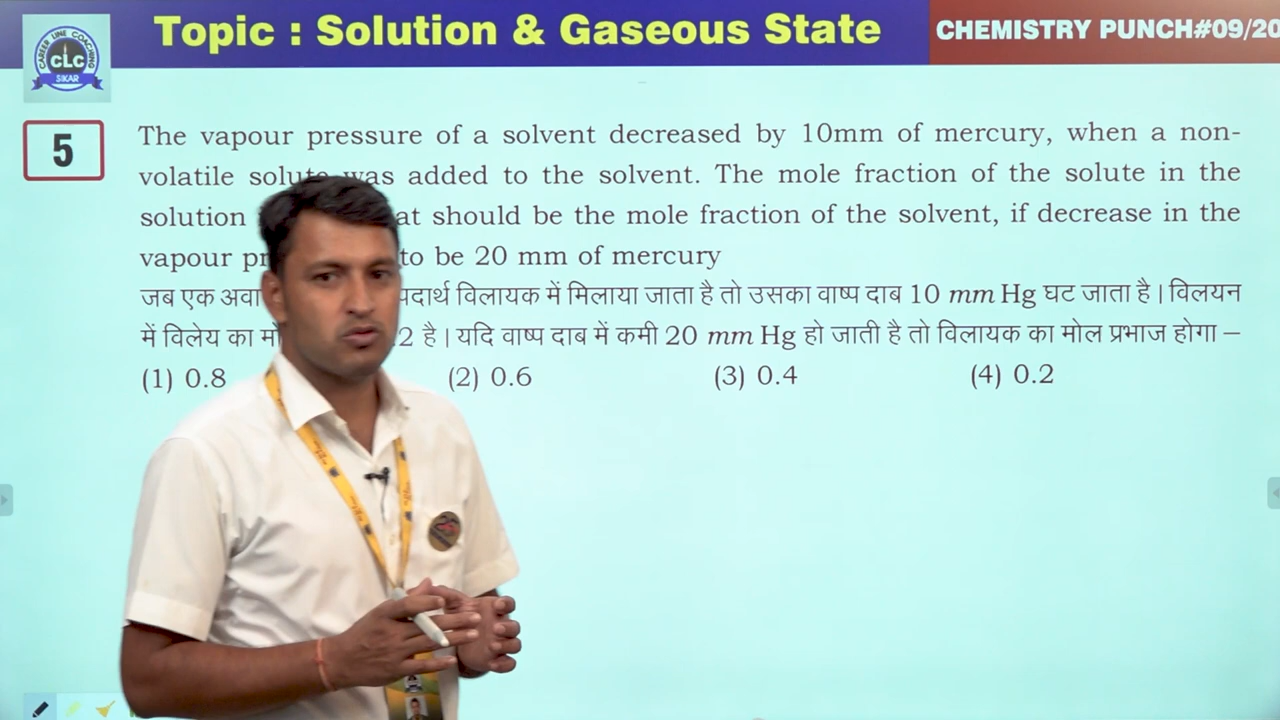 Topic : Solution & Gaseous State
CHEMISTRY PUNCH#09/20
CAREER LINE COACHING
CLC
SIKAR
5
The vapour pressure of a solvent decreased by 10mm of mercury, when a non-
volatile solute was added to the solvent. The mole fraction of the solute in the
solution at should be the mole fraction of the solvent, if decrease in the
vapour to be 20 mm of mercury
जब एक पदार्थ विलायक में मिलाया जाता है तो उसका वाष्प दाब 10 mm Hg घट जाता है। विलयन
में विलेय का .2 है। यदि वाष्प दाब में कमी 20 mm Hg हो जाती है तो विलायक का मोल प्रभाज होगा –
(1) 0.8 (2) 0.6 (3) 0.4 (4) 0.2